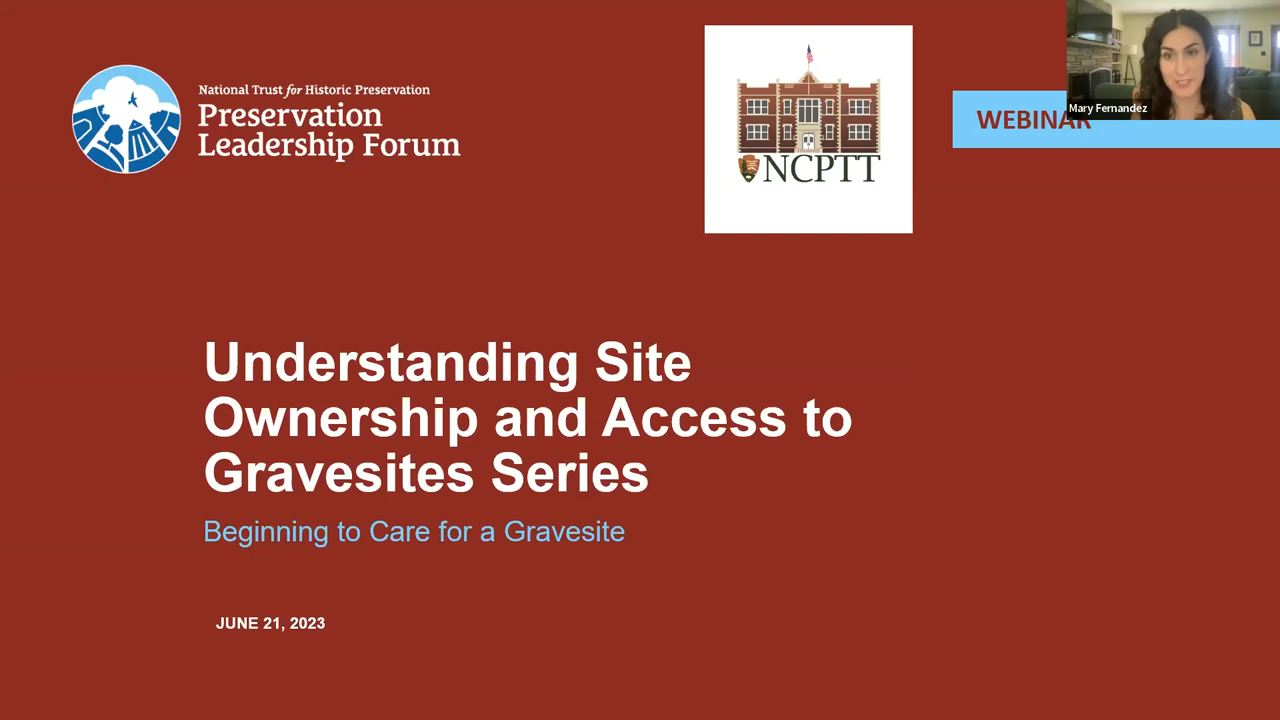 National Trust for Historic Preservation
Preservation
Leadership Forum
NCPTT
Mary Fernandez
WEBINAR
Understanding Site
Ownership and Access to
Gravesites Series
Beginning to Care for a Gravesite
JUNE 21, 2023